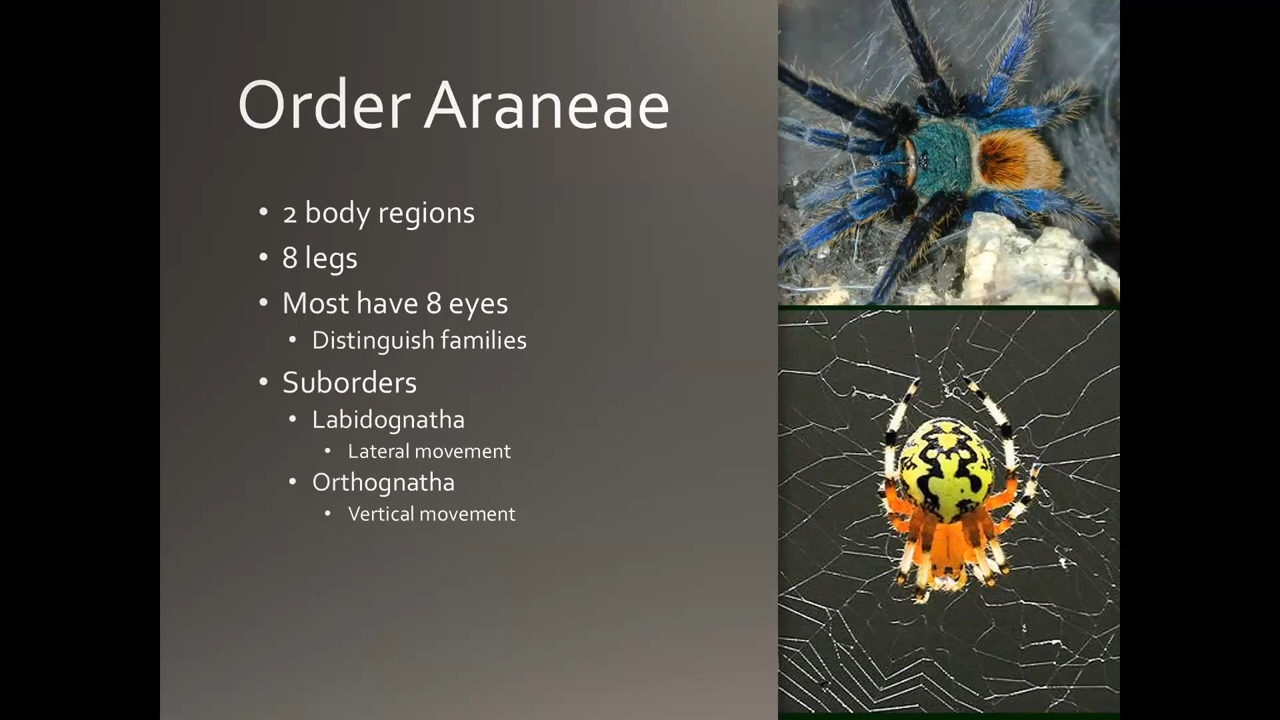 Order Araneae
• 2 body regions
• 8 legs
• Most have 8 eyes
• Distinguish families
• Suborders
• Labidognatha
• Lateral movement
• Orthognatha
• Vertical movement